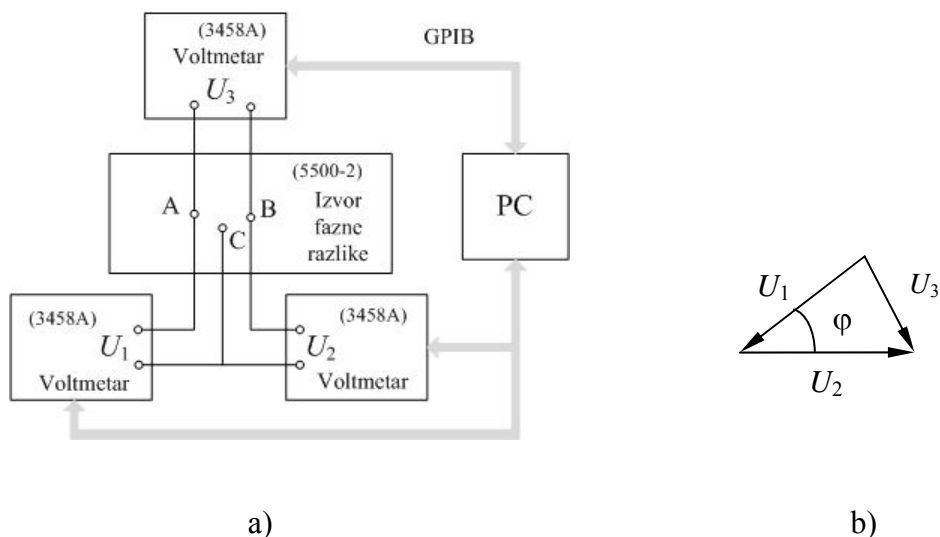 (3458A)
Voltmetar
U3
GPIB
(5500-2)
Izvor
fazne
razlike
A
B
C
PC
(3458A)
U1
Voltmetar
(3458A)
U2
Voltmetar
U1
U3
φ
U2
a)
b)